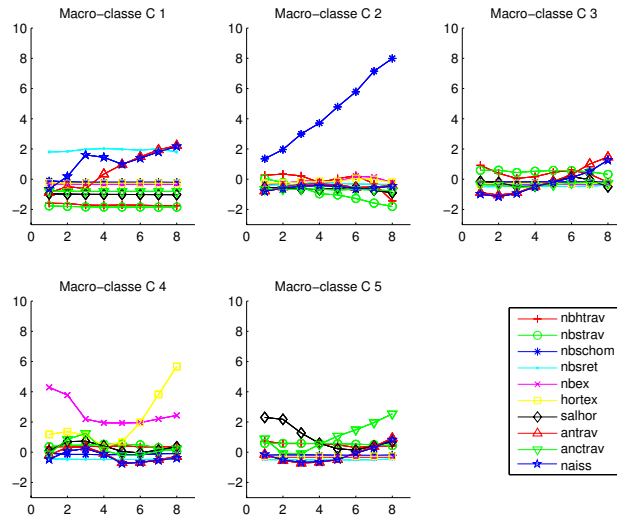 Macro-classe C 1
Macro-classe C 2
Macro-classe C 3
10
8
6
4
2
0
−2
0 2 4 6 8
10
8
6
4
2
0
−2
0 2 4 6 8
10
8
6
4
2
0
−2
0 2 4 6 8
Macro-classe C 4
Macro-classe C 5
10
8
6
4
2
0
−2
0 2 4 6 8
10
8
6
4
2
0
−2
0 2 4 6 8
nbhtrav
nbstrav
nbschom
nbsret
nbex
hortex
salhor
antrav
anctrav
naiss